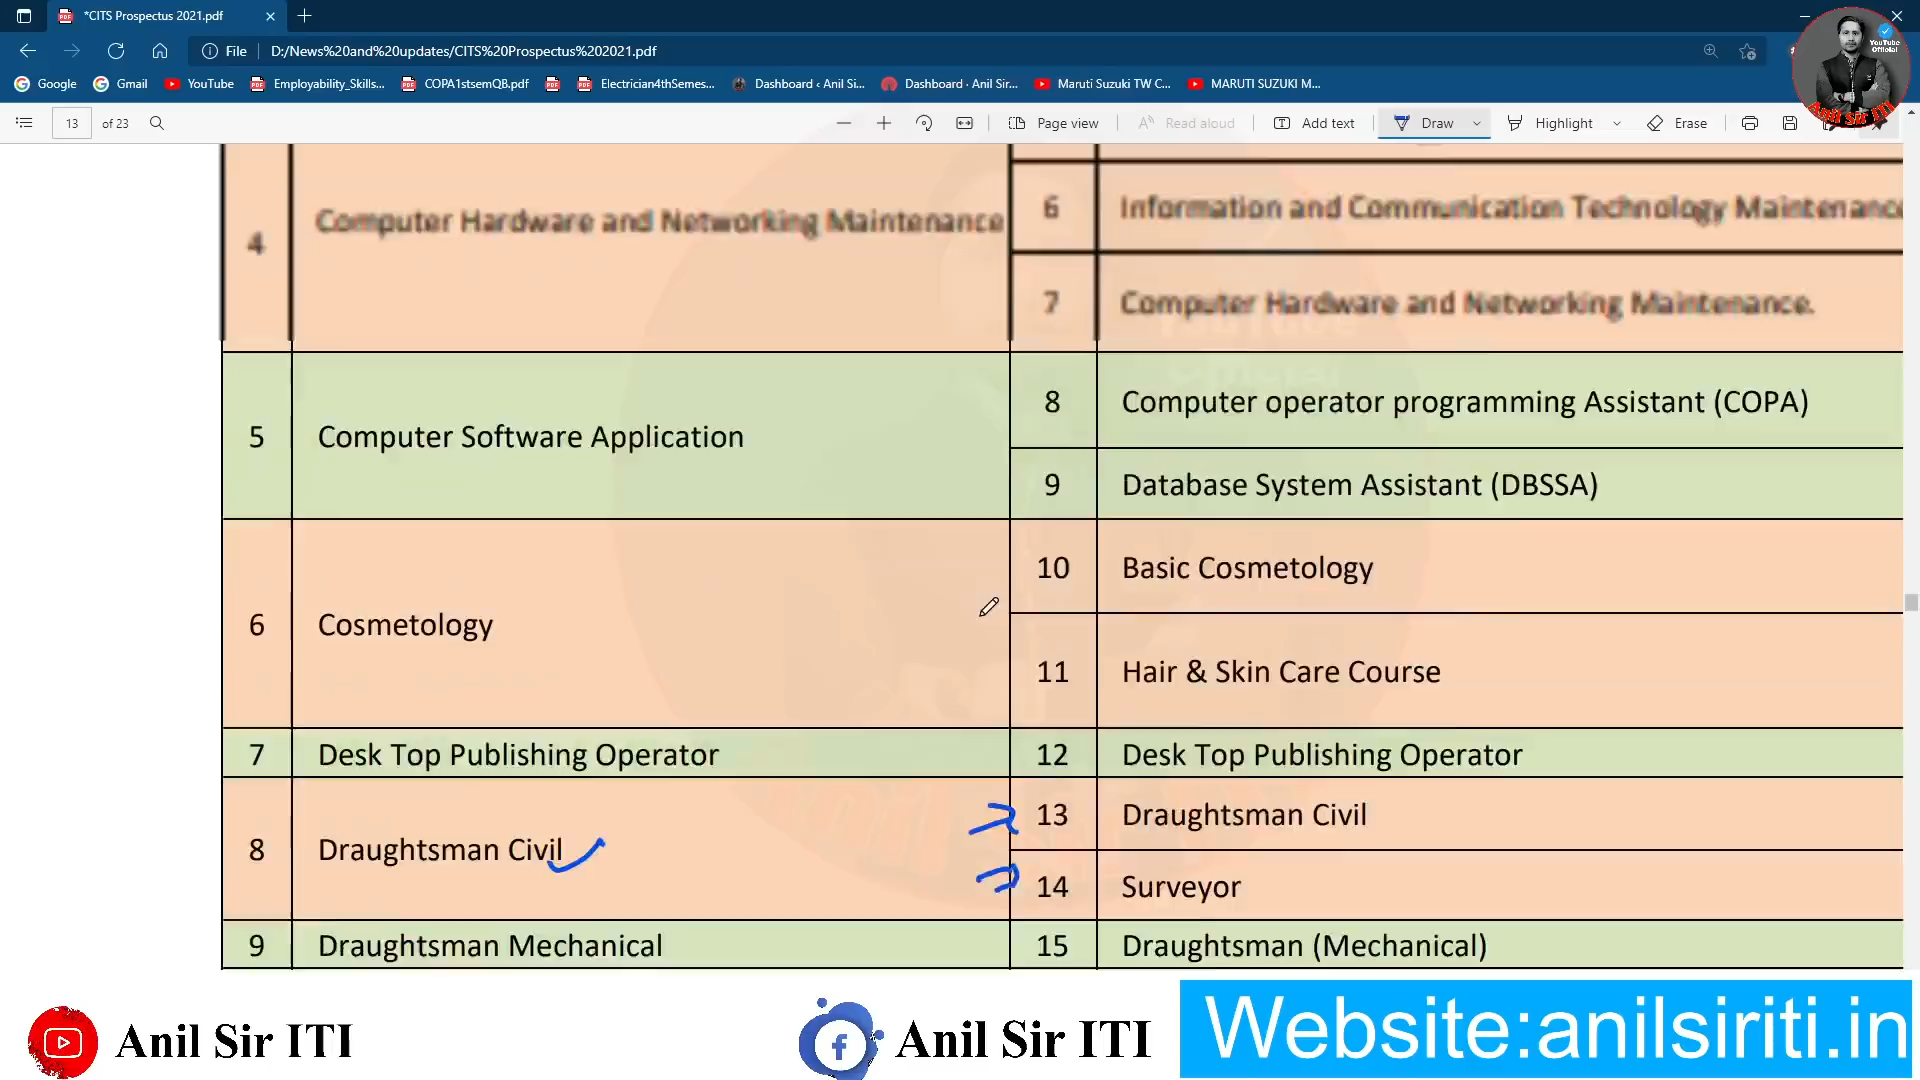 *CITS Prospectus 2021.pdf
File D:/News%20and%20updates/CITS%20Prospectus%202021.pdf
Google Gmail YouTube Employability_Skills... COPA1stsemQB.pdf Electrician4thSemes... Dashboard ‹ Anil Si... Dashboard · Anil Sir... Maruti Suzuki TW C... MARUTI SUZUKI M...
YouTube
Official
Anil Sir ITI
13 of 23 Page view Read aloud Add text Draw Highlight Erase
4 Computer Hardware and Networking Maintenance
6 Information and Communication Technology Maintenance
7 Computer Hardware and Networking Maintenance.
5 Computer Software Application
8 Computer operator programming Assistant (COPA)
9 Database System Assistant (DBSSA)
6 Cosmetology
10 Basic Cosmetology
11 Hair & Skin Care Course
7 Desk Top Publishing Operator
12 Desk Top Publishing Operator
8 Draughtsman Civil
13 Draughtsman Civil
14 Surveyor
9 Draughtsman Mechanical
15 Draughtsman (Mechanical)
Anil Sir ITI
Anil Sir ITI
Website:anilsiriti.in